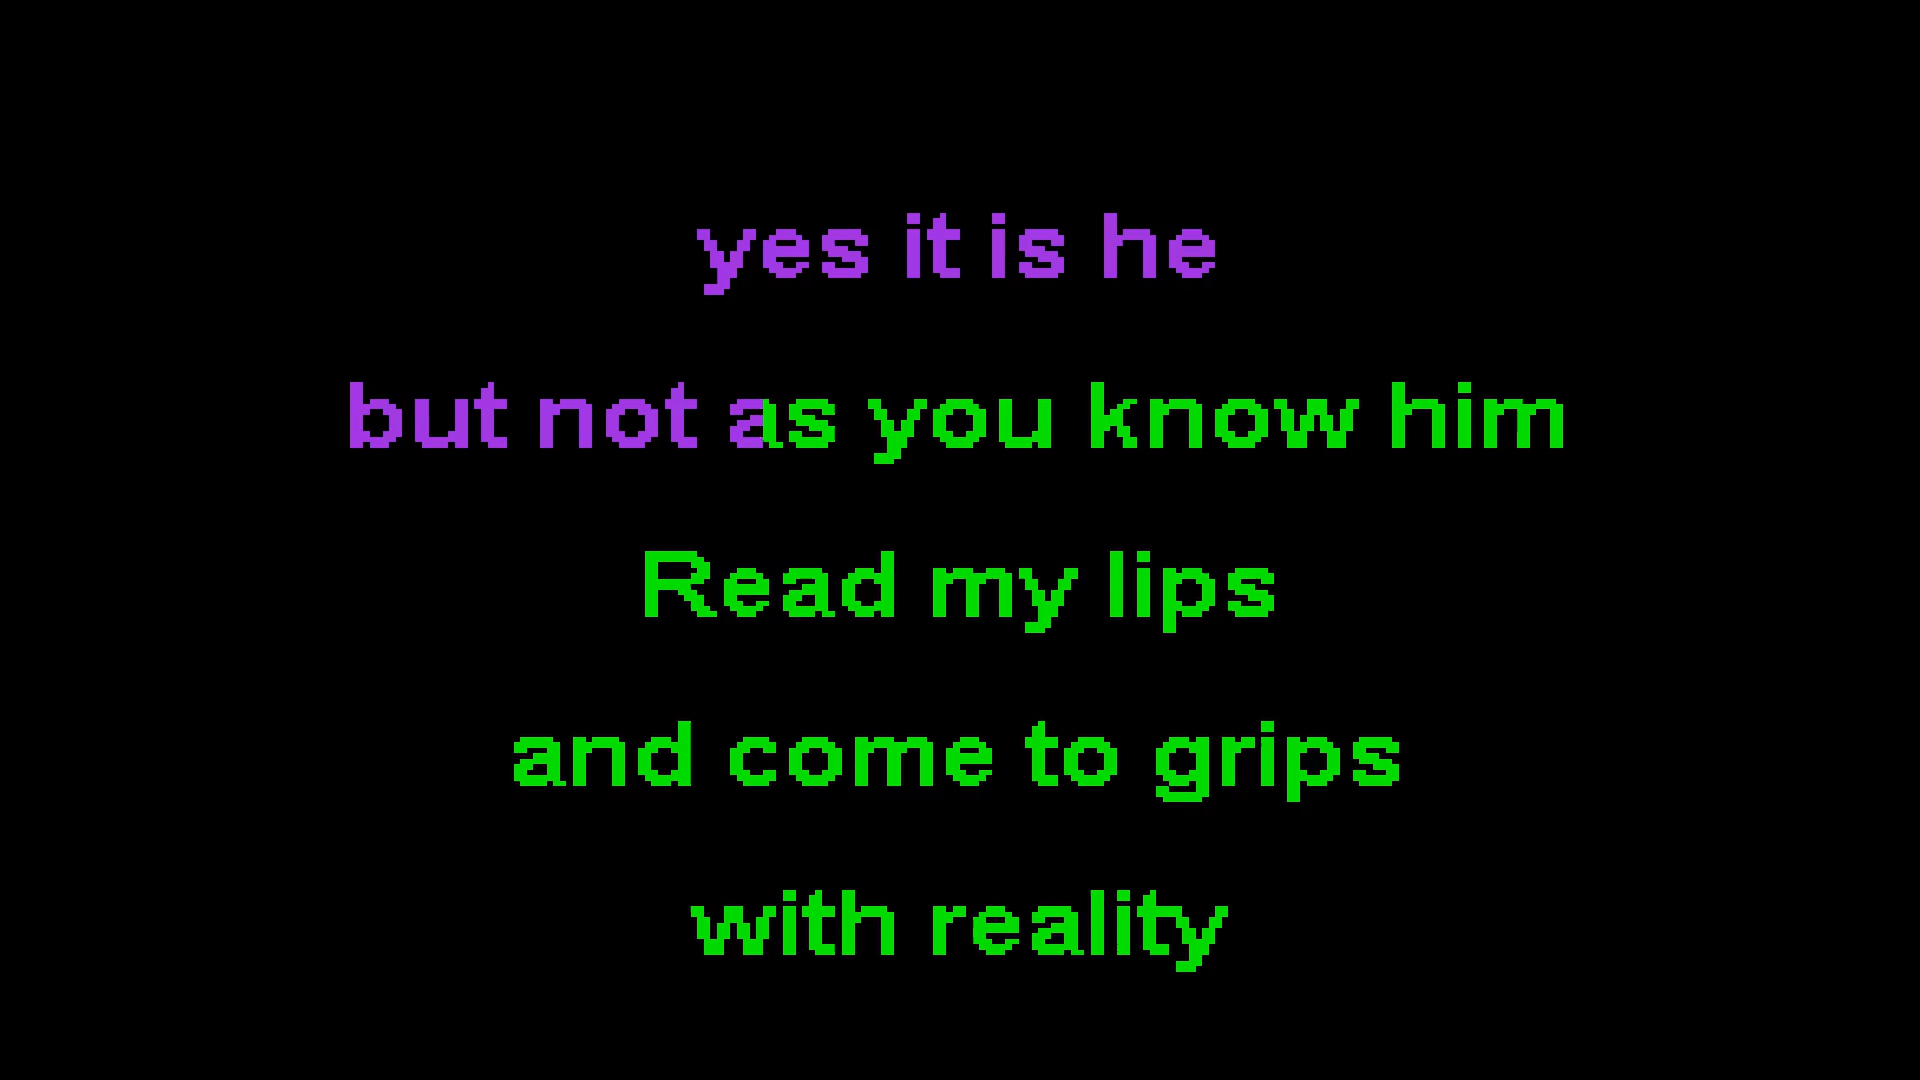 yes it is he
but not as you know him
Read my lips
and come to grips
with reality